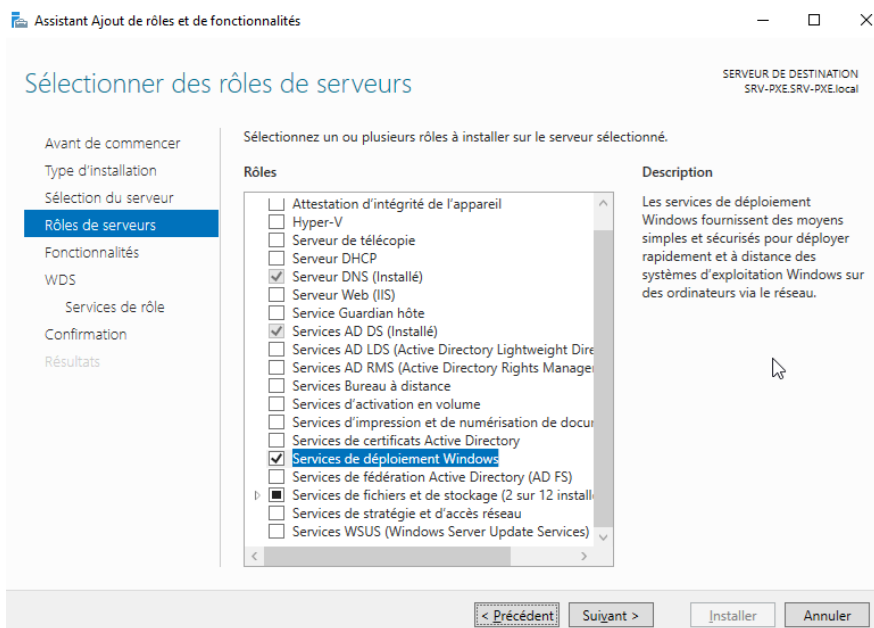 Assistant Ajout de rôles et de fonctionnalités
Sélectionner des rôles de serveurs
SERVEUR DE DESTINATION
SRV-PXE.SRV-PXE.local
Avant de commencer
Type d'installation
Sélection du serveur
Rôles de serveurs
Fonctionnalités
WDS
Services de rôle
Confirmation
Résultats
Sélectionnez un ou plusieurs rôles à installer sur le serveur sélectionné.
Rôles
Attestation d'intégrité de l'appareil
Hyper-V
Serveur de télécopie
Serveur DHCP
Serveur DNS (Installé)
Serveur Web (IIS)
Service Guardian hôte
Services AD DS (Installé)
Services AD LDS (Active Directory Lightweight Dire
Services AD RMS (Active Directory Rights Manager
Services Bureau à distance
Services d'activation en volume
Services d'impression et de numérisation de docu
Services de certificats Active Directory
Services de déploiement Windows
Services de fédération Active Directory (AD FS)
Services de fichiers et de stockage (2 sur 12 install
Services de stratégie et d'accès réseau
Services WSUS (Windows Server Update Services)
Description
Les services de déploiement
Windows fournissent des moyens
simples et sécurisés pour déployer
rapidement et à distance des
systèmes d'exploitation Windows sur
des ordinateurs via le réseau.
< Précédent
Suivant >
Installer
Annuler